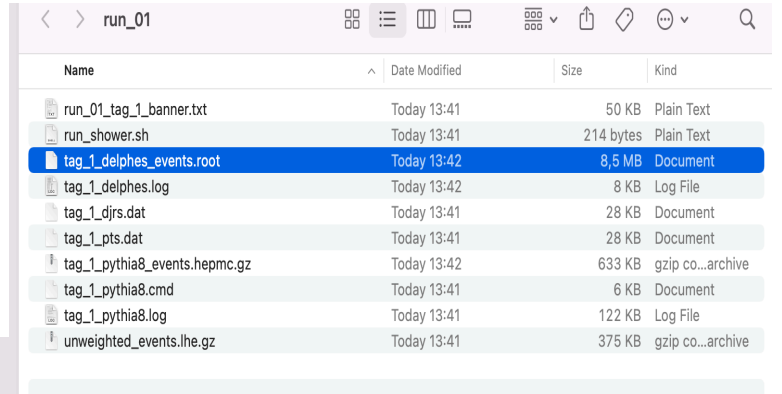 run_01
Name Date Modified Size Kind
run_01_tag_1_banner.txt Today 13:41 50 KB Plain Text
run_shower.sh Today 13:41 214 bytes Plain Text
tag_1_delphes_events.root Today 13:42 8,5 MB Document
tag_1_delphes.log Today 13:42 8 KB Log File
tag_1_djrs.dat Today 13:41 28 KB Document
tag_1_pts.dat Today 13:41 28 KB Document
tag_1_pythia8_events.hepmc.gz Today 13:42 633 KB gzip co...archive
tag_1_pythia8.cmd Today 13:41 6 KB Document
tag_1_pythia8.log Today 13:41 122 KB Log File
unweighted_events.lhe.gz Today 13:41 375 KB gzip co...archive